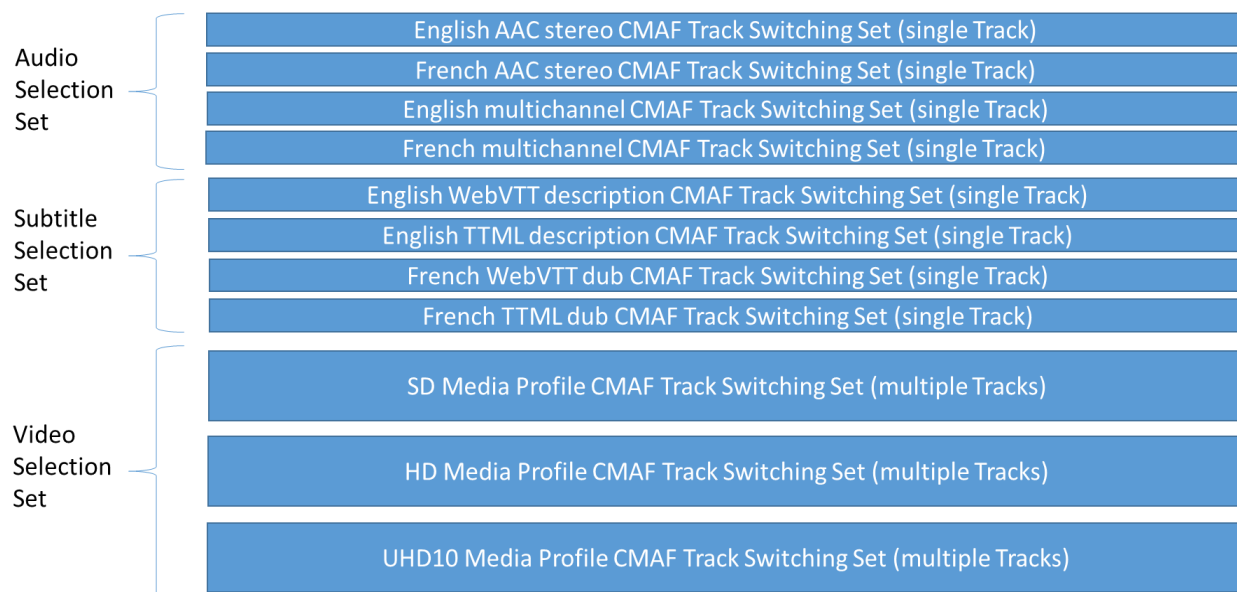 Audio
Selection
Set
English AAC stereo CMAF Track Switching Set (single Track)
French AAC stereo CMAF Track Switching Set (single Track)
English multichannel CMAF Track Switching Set (single Track)
French multichannel CMAF Track Switching Set (single Track)
Subtitle
Selection
Set
English WebVTT description CMAF Track Switching Set (single Track)
English TTML description CMAF Track Switching Set (single Track)
French WebVTT dub CMAF Track Switching Set (single Track)
French TTML dub CMAF Track Switching Set (single Track)
Video
Selection
Set
SD Media Profile CMAF Track Switching Set (multiple Tracks)
HD Media Profile CMAF Track Switching Set (multiple Tracks)
UHD10 Media Profile CMAF Track Switching Set (multiple Tracks)